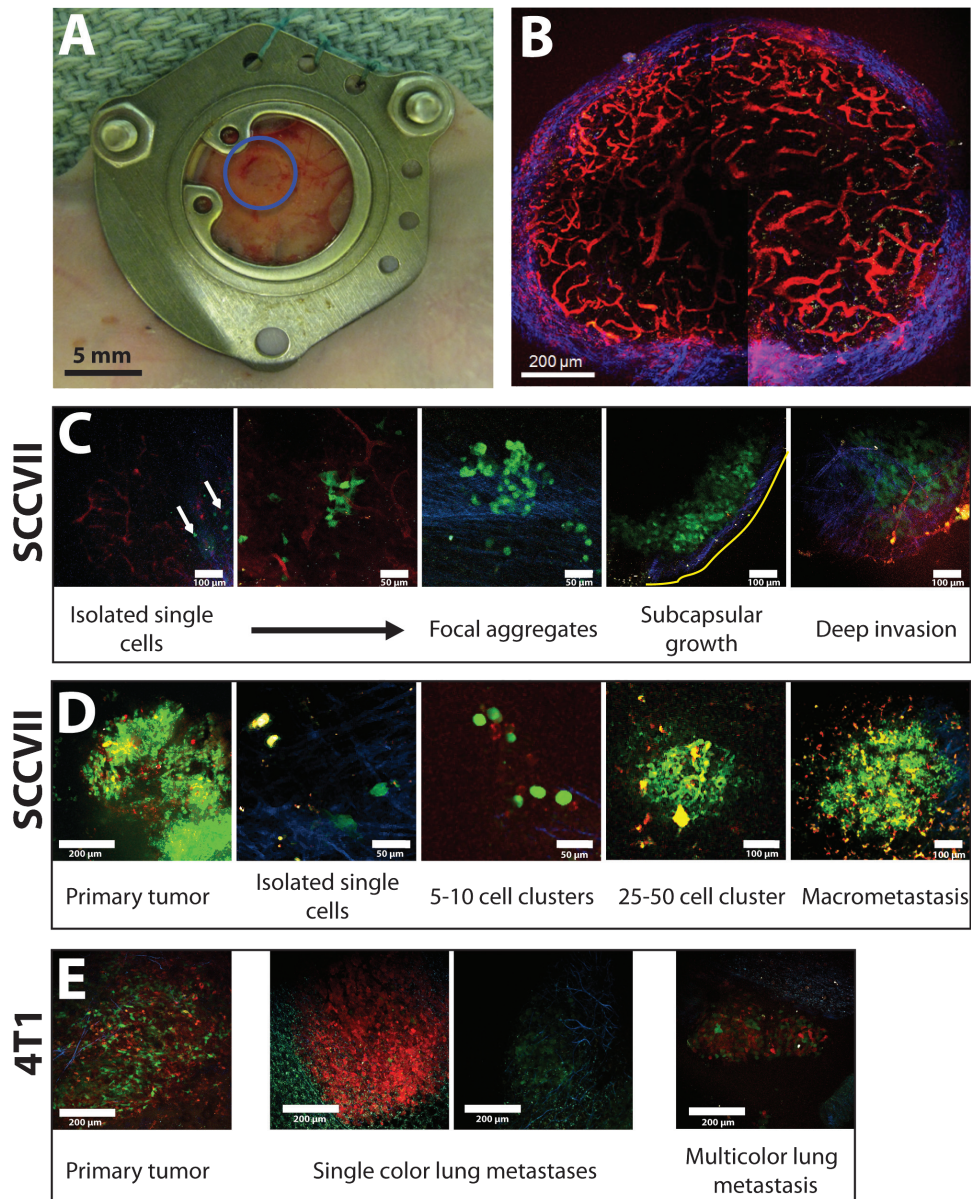 A
5 mm
B
200 µm
SCCVII
C
100 µm
50 µm
50 µm
100 µm
100 µm
Isolated single
cells
Focal aggregates
Subcapsular
growth
Deep invasion
SCCVII
D
200 µm
50 µm
50 µm
100 µm
100 µm
Primary tumor
Isolated single
cells
5-10 cell clusters
25-50 cell cluster
Macrometastasis
4T1
E
200 µm
200 µm
200 µm
200 µm
Primary tumor
Single color lung metastases
Multicolor lung
metastasis